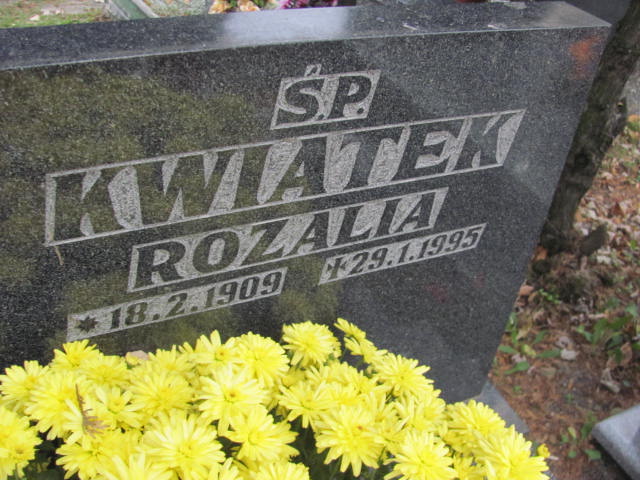 ŚP.
KWIATEK
ROZALIA
* 18.2.1909 + 29.1.1995